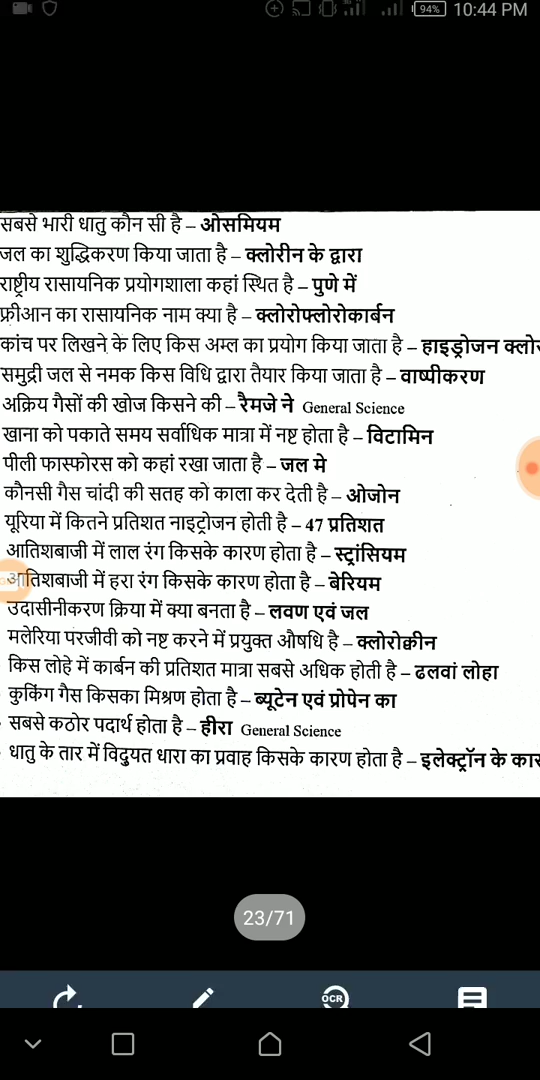 94% 10:44 PM
सबसे भारी धातु कौन सी है – ओसमियम
जल का शुद्धिकरण किया जाता है – क्लोरीन के द्वारा
राष्ट्रीय रासायनिक प्रयोगशाला कहां स्थित है – पुणे में
फ्रीआन का रासायनिक नाम क्या है – क्लोरोफ्लोरोकार्बन
कांच पर लिखने के लिए किस अम्ल का प्रयोग किया जाता है – हाइड्रोजन
समुद्री जल से नमक किस विधि द्वारा तैयार किया जाता है – वाष्पीकरण
अक्रिय गैसों की खोज किसने की – रैमजे ने General Science
खाना को पकाते समय सर्वाधिक मात्रा में नष्ट होता है – विटामिन
पीली फास्फोरस को कहां रखा जाता है – जल मे
कौनसी गैस चांदी की सतह को काला कर देती है – ओजोन
यूरिया में कितने प्रतिशत नाइट्रोजन होती है – 47 प्रतिशत
आतिशबाजी में लाल रंग किसके कारण होता है – स्ट्रांसियम
आतिशबाजी में हरा रंग किसके कारण होता है – बेरियम
उदासीनीकरण क्रिया में क्या बनता है – लवण एवं जल
मलेरिया परजीवी को नष्ट करने में प्रयुक्त औषधि है – क्लोरोक्वीन
किस लोहे में कार्बन की प्रतिशत मात्रा सबसे अधिक होती है – ढलवां लोहा
कुकिंग गैस किसका मिश्रण होता है – ब्यूटेन एवं प्रोपेन का
सबसे कठोर पदार्थ होता है – हीरा General Science
धातु के तार में विदुयत धारा का प्रवाह किसके कारण होता है – इलेक्ट्रॉन के
23/71
OCR